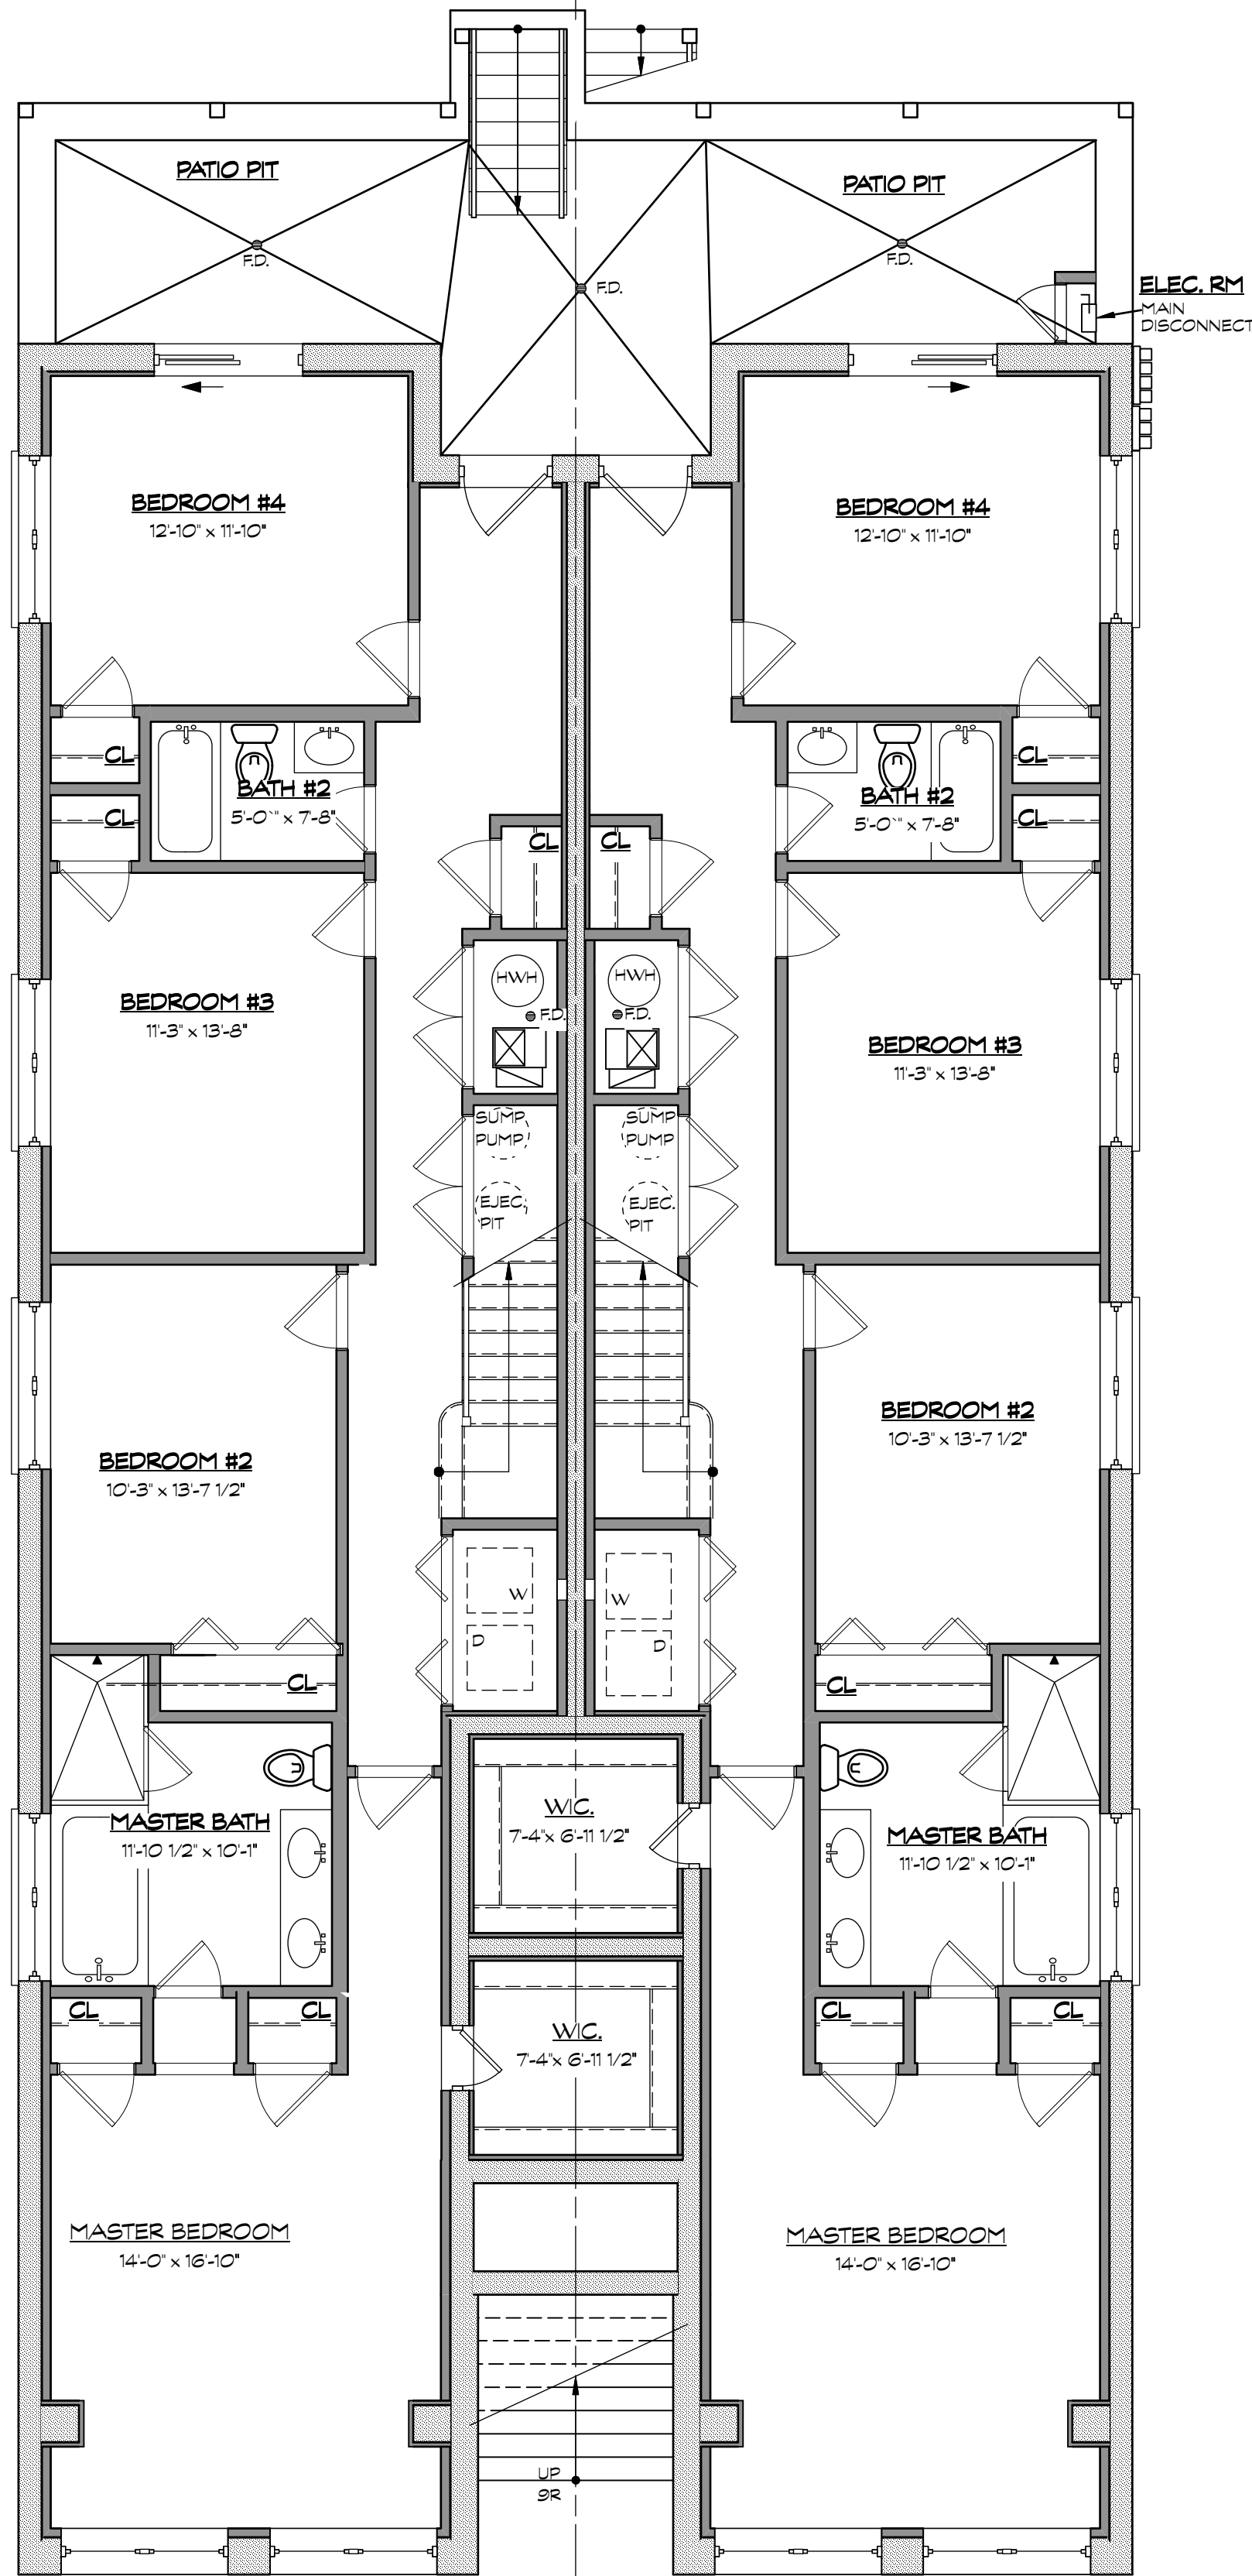 PATIO PIT
F.D.
F.D.
PATIO PIT
F.D.
ELEC. RM
MAIN
DISCONNECT
BEDROOM #4
12'-10" x 11'-10"
BEDROOM #4
12'-10" x 11'-10"
CL
CL
BATH #2
5'-0`" x 7'-8"
BATH #2
5'-0`" x 7'-8"
CL
CL
CL
CL
HWH
F.D.
HWH
F.D.
BEDROOM #3
11'-3" x 13'-8"
BEDROOM #3
11'-3" x 13'-8"
SUMP
PUMP
EJEC.
PIT
SUMP
PUMP
EJEC.
PIT
BEDROOM #2
10'-3" x 13'-7 1/2"
BEDROOM #2
10'-3" x 13'-7 1/2"
W
D
W
D
CL
CL
MASTER BATH
11'-10 1/2" x 10'-1"
W.I.C.
7'-4"x 6'-11 1/2"
MASTER BATH
11'-10 1/2" x 10'-1"
CL
CL
W.I.C.
7'-4"x 6'-11 1/2"
CL
CL
MASTER BEDROOM
14'-0" x 16'-10"
MASTER BEDROOM
14'-0" x 16'-10"
UP
9R